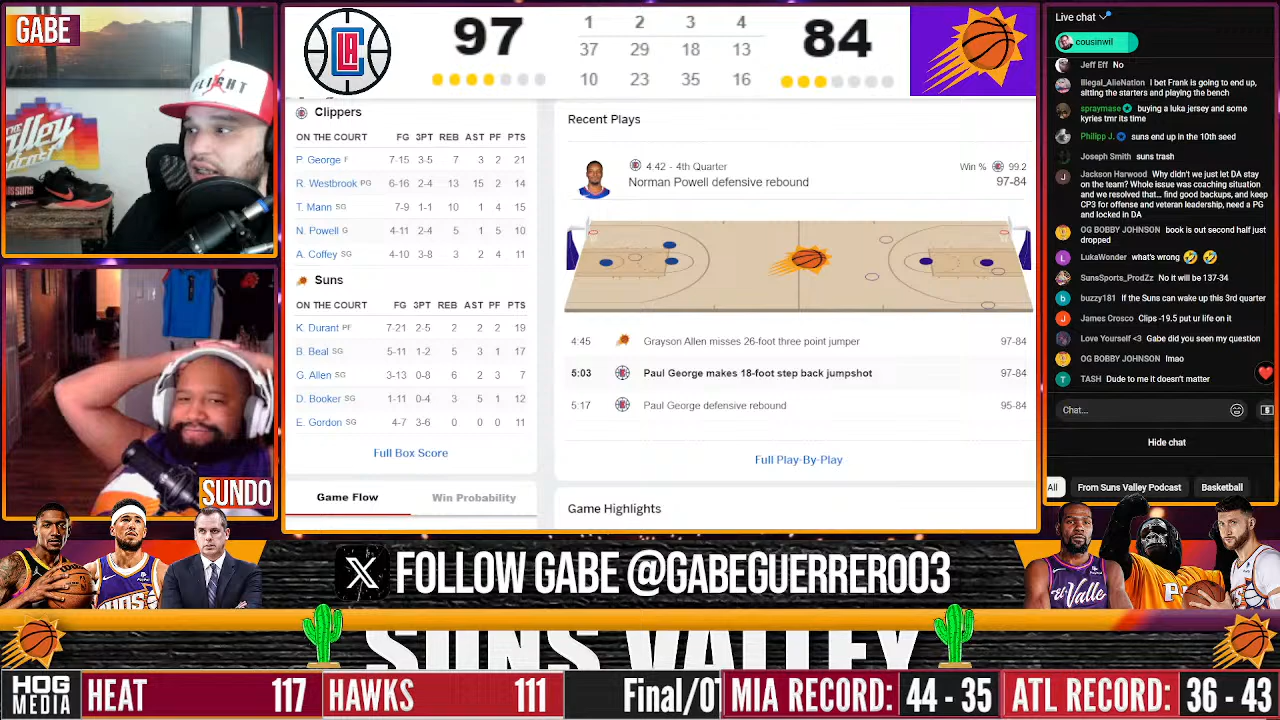 GABE
FLIGHT
97
1 2 3 4
37 29 18 13
10 23 35 16
84
Clippers
ON THE COURT FG 3PT REB AST PF PTS
P. George F 7-15 3-5 7 3 2 21
R. Westbrook PG 6-16 2-4 13 15 2 14
T. Mann SG 7-9 1-1 10 1 4 15
N. Powell G 4-11 2-4 5 1 5 10
A. Coffey SG 4-10 3-8 3 2 4 11
Suns
ON THE COURT FG 3PT REB AST PF PTS
K. Durant PF 7-21 2-5 2 2 2 19
B. Beal SG 5-11 1-2 5 3 1 17
G. Allen SG 3-13 0-8 6 2 3 7
D. Booker SG 1-11 0-4 3 5 1 12
E. Gordon SG 4-7 3-6 0 0 0 11
Full Box Score
Game Flow
Win Probability
Recent Plays
4:42 - 4th Quarter
Win % 99.2
Norman Powell defensive rebound
97-84
4:45 Grayson Allen misses 26-foot three point jumper 97-84
5:03 Paul George makes 18-foot step back jumpshot 97-84
5:17 Paul George defensive rebound 95-84
Full Play-By-Play
Game Highlights
Live chat
cousinwil
Jeff Eff No
Illegal_AlieNation I bet Frank is going to end up,
sitting the starters and playing the bench
spraymase buying a luka jersey and some
kyries tmr its time
Philipp J. suns end up in the 10th seed
Joseph Smith suns trash
Jackson Harwood Why didn't we just let DA stay
on the team? Whole issue was coaching situation
and we resolved that... find good backups, and keep
CP3 for offense and veteran leadership, need a PG
and locked in DA
OG BOBBY JOHNSON book is out second half just
dropped
LukaWonder what's wrong 🤣 🤣
SunsSports_ProdZz No it will be 137-34
buzzy181 If the Suns can wake up this 3rd quarter
James Crosco Clips -19.5 put ur life on it
Love Yourself <3 Gabe did you seen my question
OG BOBBY JOHNSON lmao
TASH Dude to me it doesn't matter
Chat...
Hide chat
All
From Suns Valley Podcast
Basketball
SUNDO
FOLLOW GABE @GABEGUERRERO03
SUNS VALLEY
HOG
MEDIA
HEAT 117
HAWKS 111
Final/OT
MIA RECORD: 44 - 35
ATL RECORD: 36 - 43